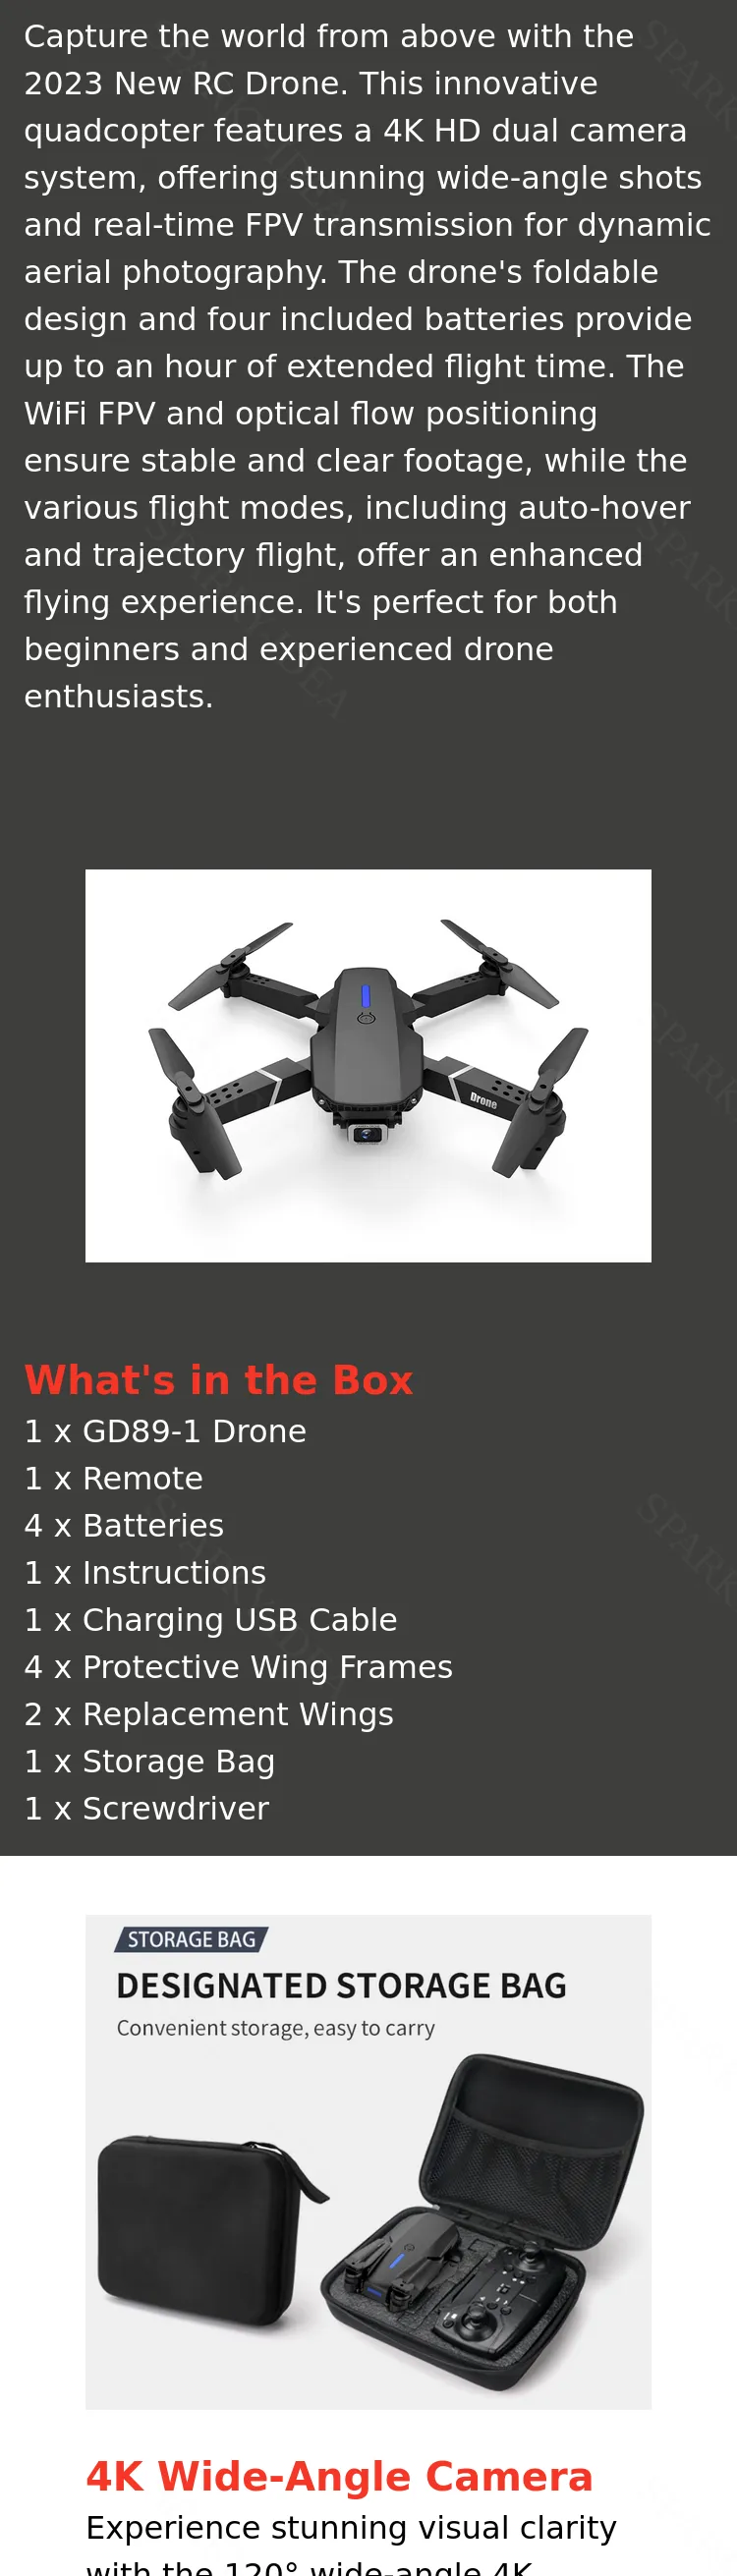 Capture the world from above with the
2023 New RC Drone. This innovative
quadcopter features a 4K HD dual camera
system, offering stunning wide-angle shots
and real-time FPV transmission for dynamic
aerial photography. The drone's foldable
design and four included batteries provide
up to an hour of extended flight time. The
WiFi FPV and optical flow positioning
ensure stable and clear footage, while the
various flight modes, including auto-hover
and trajectory flight, offer an enhanced
flying experience. It's perfect for both
beginners and experienced drone
enthusiasts.
Drone
What's in the Box
1 x GD89-1 Drone
1 x Remote
4 x Batteries
1 x Instructions
1 x Charging USB Cable
4 x Protective Wing Frames
2 x Replacement Wings
1 x Storage Bag
1 x Screwdriver
STORAGE BAG
DESIGNATED STORAGE BAG
Convenient storage, easy to carry
4K Wide-Angle Camera
Experience stunning visual clarity
with the 120° wide-angle 4K